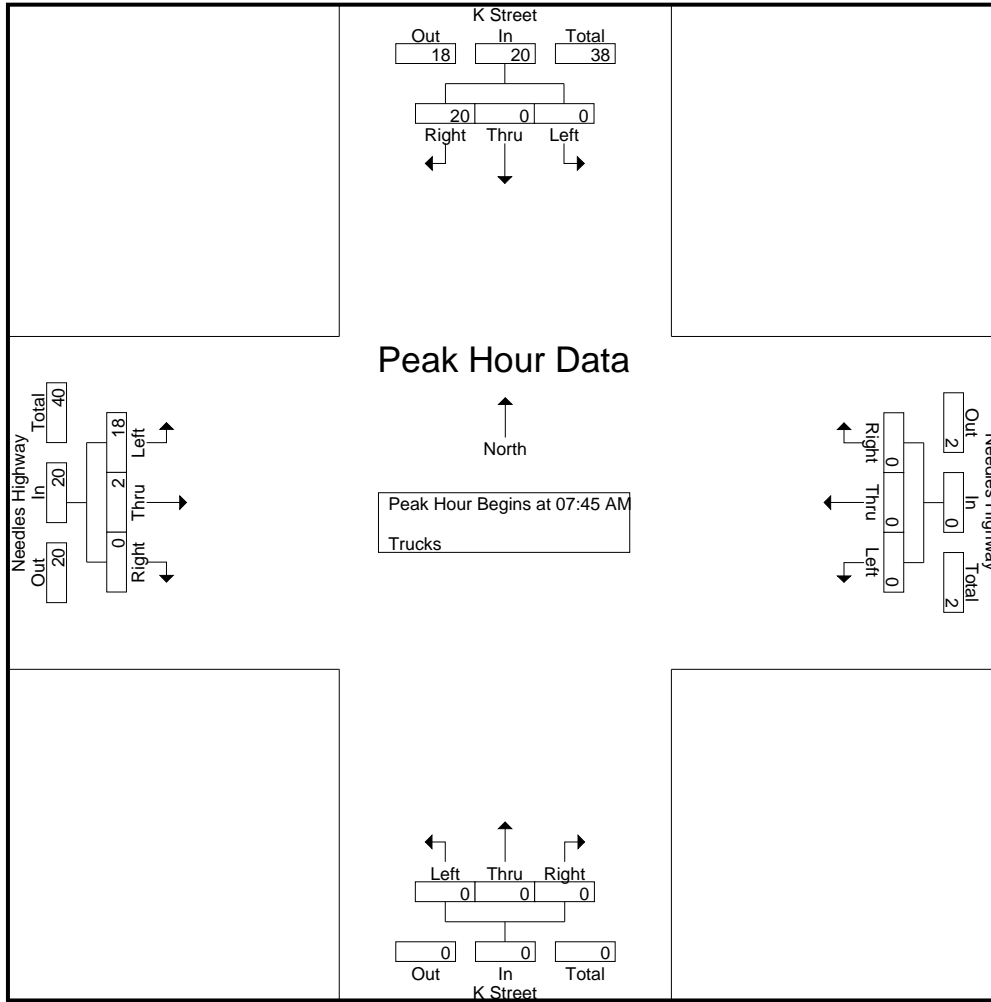 K Street
Out In Total
18 20 38
20 0 0
Right Thru Left
Peak Hour Data
North
Peak Hour Begins at 07:45 AM
Trucks
Needles Highway
Total In Out
40 20 20
18 2 0
Left Thru Right
Needles Highway
Out In Total
2 0 2
0 0 0
Right Thru Left
Left Thru Right
0 0 0
0 0 0
Out In Total
K Street